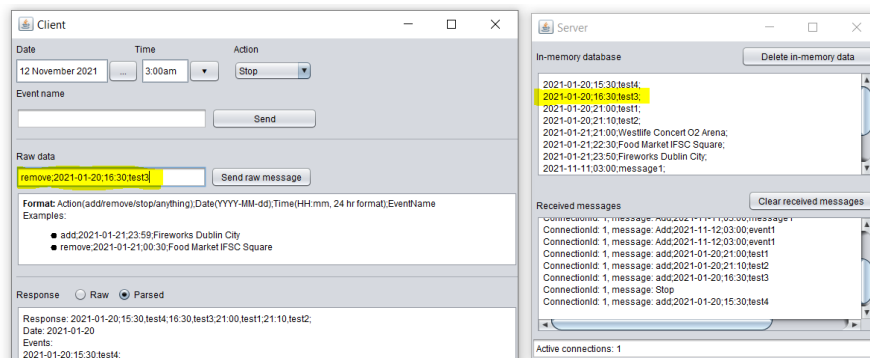 Client
Date Time Action
12 November 2021 ... 3:00am Stop
Event name
Send
Raw data
remove;2021-01-20;16:30;test3 Send raw message
Format: Action(add/remove/stop/anything);Date(YYYY-MM-dd);Time(HH:mm, 24 hr format);EventName
Examples:
● add;2021-01-21;23:59;Fireworks Dublin City
● remove;2021-01-21;00:30;Food Market IFSC Square
Response Raw Parsed
Response: 2021-01-20;15:30,test4;16:30,test3;21:00,test1;21:10,test2;
Date: 2021-01-20
Events:
2021-01-20;15:30;test4;
Server
In-memory database Delete in-memory data
2021-01-20;15:30;test4;
2021-01-20;16:30;test3;
2021-01-20;21:00;test1;
2021-01-20;21:10;test2;
2021-01-21;21:00;Westlife Concert O2 Arena;
2021-01-21;22:30;Food Market IFSC Square;
2021-01-21;23:50;Fireworks Dublin City;
2021-11-11;03:00;message1;
Received messages Clear received messages
ConnectionId: 1, message: Add;2021-11-11;03:00;message1
ConnectionId: 1, message: Add;2021-11-12;03:00;event1
ConnectionId: 1, message: Add;2021-11-12;03:00;event1
ConnectionId: 1, message: add;2021-01-20;21:00;test1
ConnectionId: 1, message: add;2021-01-20;21:10;test2
ConnectionId: 1, message: add;2021-01-20;16:30;test3
ConnectionId: 1, message: Stop
ConnectionId: 1, message: add;2021-01-20;15:30;test4
Active connections: 1